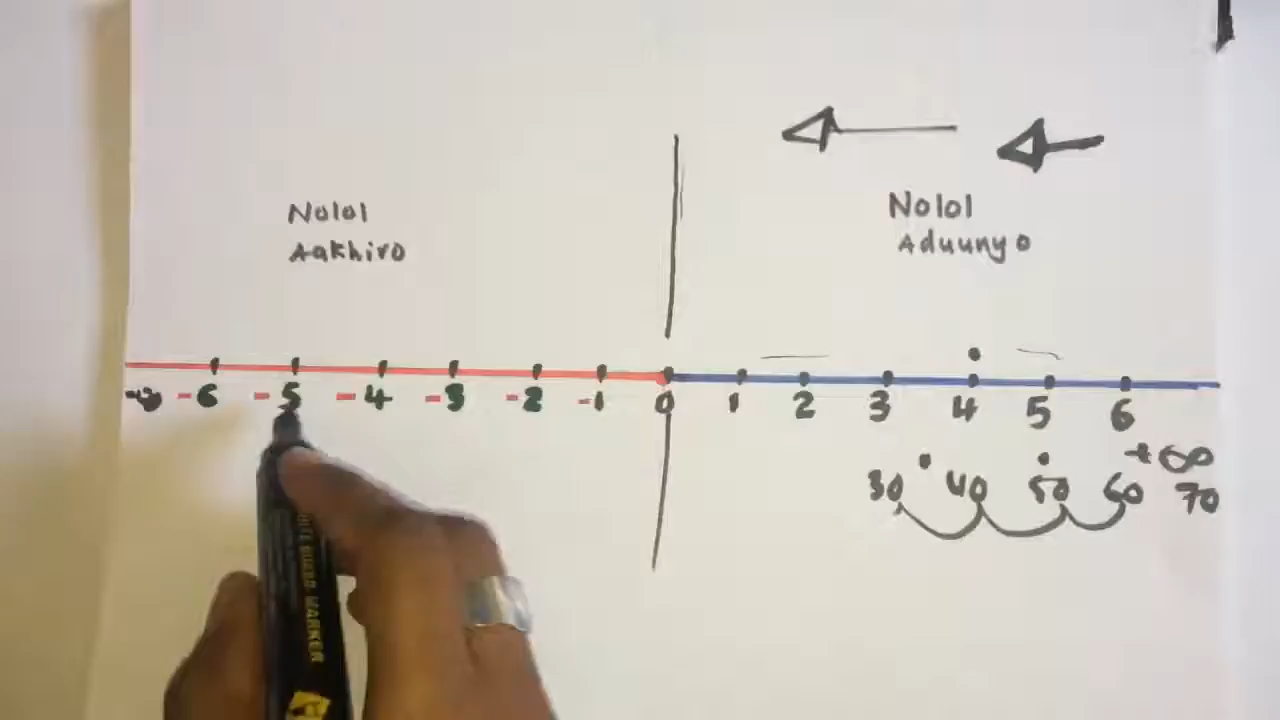 Nolol
Aakhiro
Nolol
Aduunyo
-6 -5 -4 -3 -2 -1 0 1 2 3 4 5 6
+∞
30 40 50 60 70
MARKER